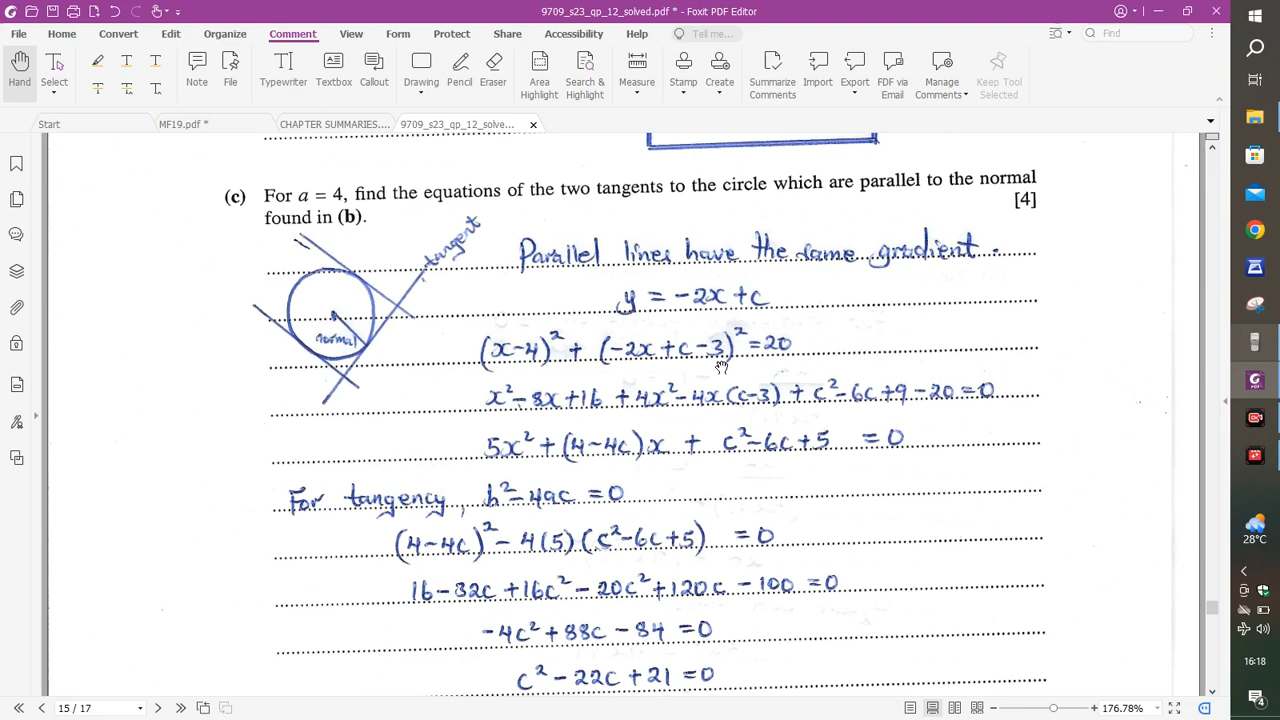 9709_s23_qp_12_solved.pdf * - Foxit PDF Editor
File Home Convert Edit Organize Comment View Form Protect Share Accessibility Help Tell me... Find
Hand Select Note File Typewriter Textbox Callout Drawing Pencil Eraser Area Highlight Search & Highlight Measure Stamp Create Summarize Comments Import Export FDF via Email Manage Comments Keep Tool Selected
Start MF19.pdf * CHAPTER SUMMARIES.... 9709_s23_qp_12_solve...
(c) For a = 4, find the equations of the two tangents to the circle which are parallel to the normal
found in (b). [4]
tangent
normal
Parallel lines have the same gradient.
y = -2x + c
(x-4)² + (-2x + c - 3)² = 20
x² - 8x + 16 + 4x² - 4x(c-3) + c² - 6c + 9 - 20 = 0
5x² + (4-4c)x + c² - 6c + 5 = 0
For tangency, b² - 4ac = 0
(4-4c)² - 4(5)(c² - 6c + 5) = 0
16 - 32c + 16c² - 20c² + 120c - 100 = 0
-4c² + 88c - 84 = 0
c² - 22c + 21 = 0
15 / 17
176.78%
28°C
16:18
4